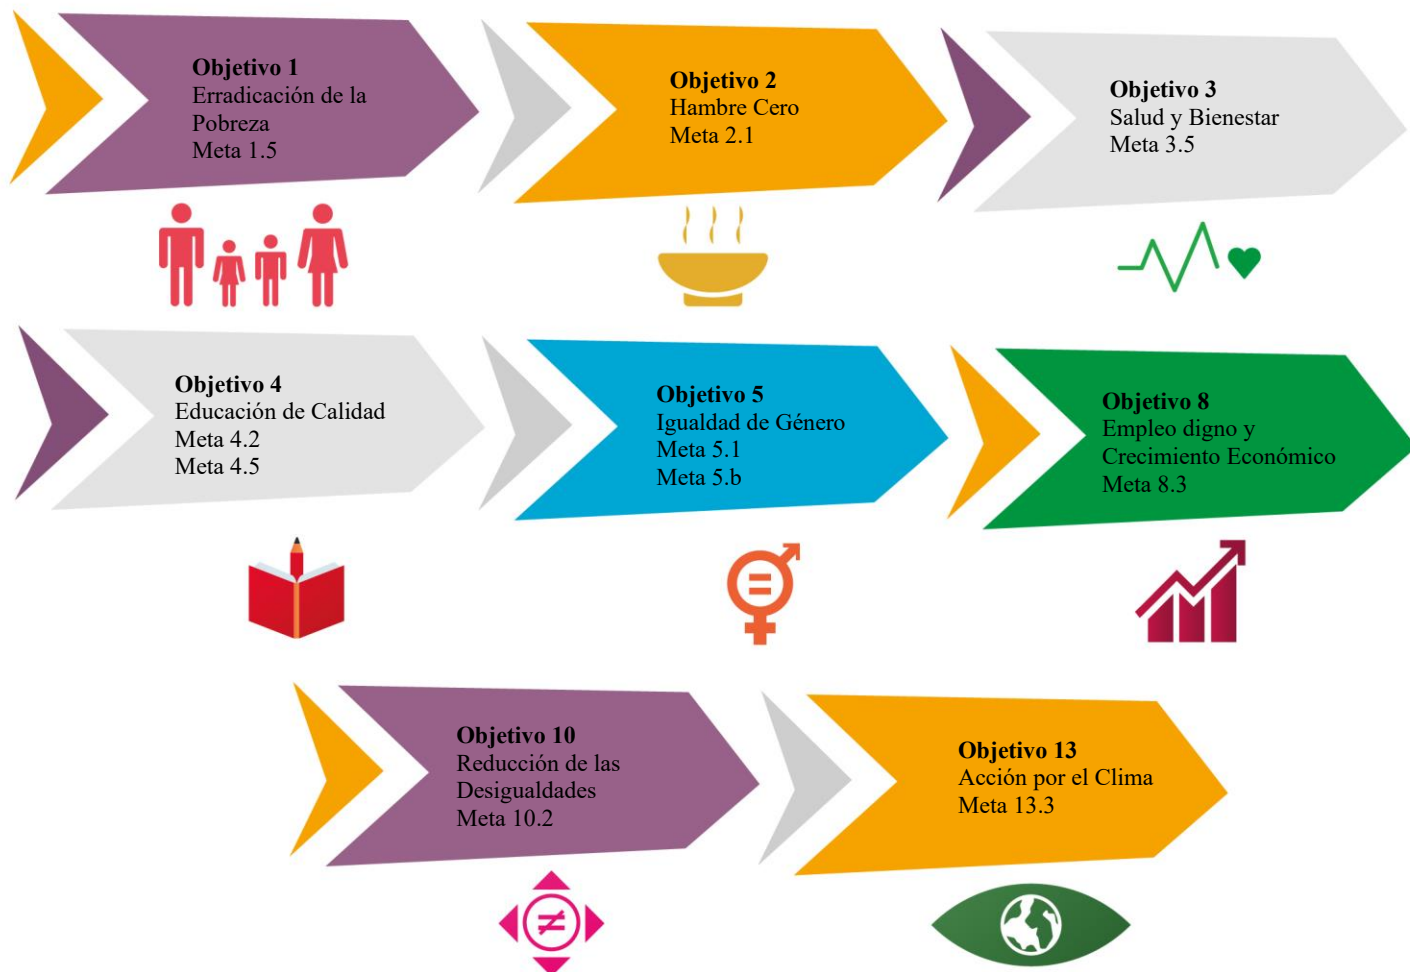 Objetivo 1
Erradicación de la
Pobreza
Meta 1.5
Objetivo 2
Hambre Cero
Meta 2.1
Objetivo 3
Salud y Bienestar
Meta 3.5
Objetivo 4
Educación de Calidad
Meta 4.2
Meta 4.5
Objetivo 5
Igualdad de Género
Meta 5.1
Meta 5.b
Objetivo 8
Empleo digno y
Crecimiento Económico
Meta 8.3
Objetivo 10
Reducción de las
Desigualdades
Meta 10.2
Objetivo 13
Acción por el Clima
Meta 13.3